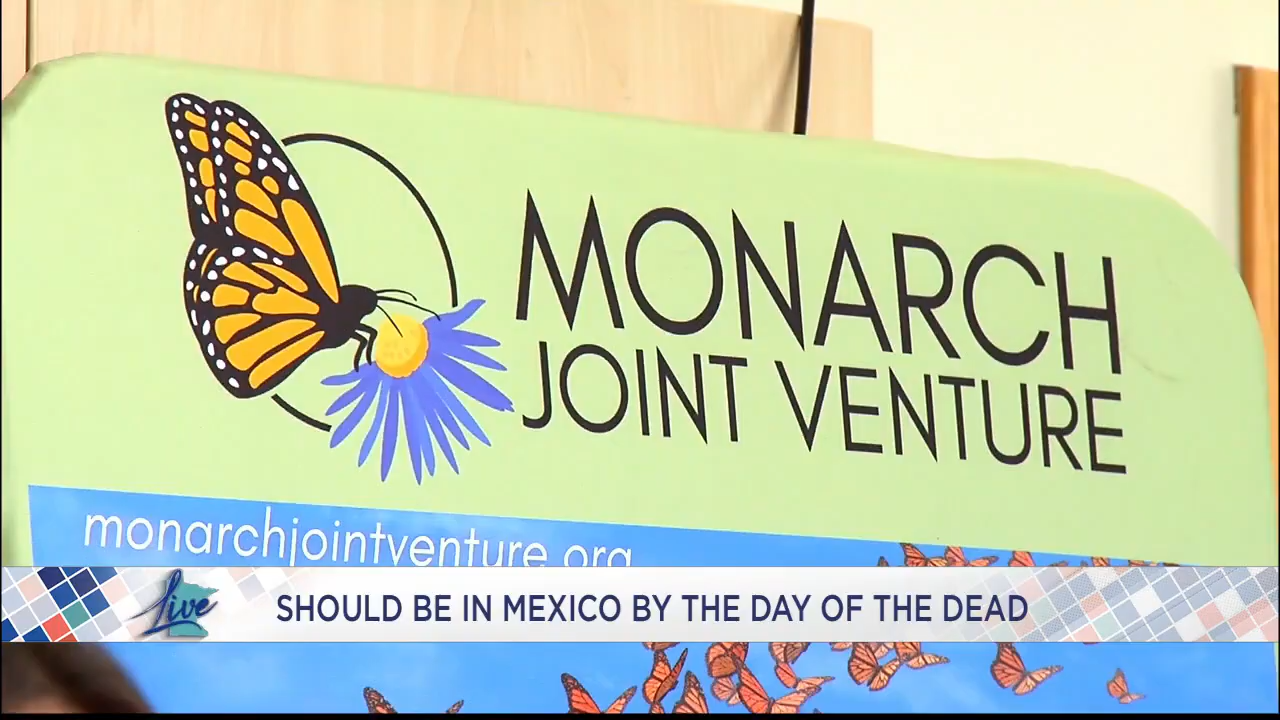 MONARCH
JOINT VENTURE
monarchjointventure.org
Live
SHOULD BE IN MEXICO BY THE DAY OF THE DEAD